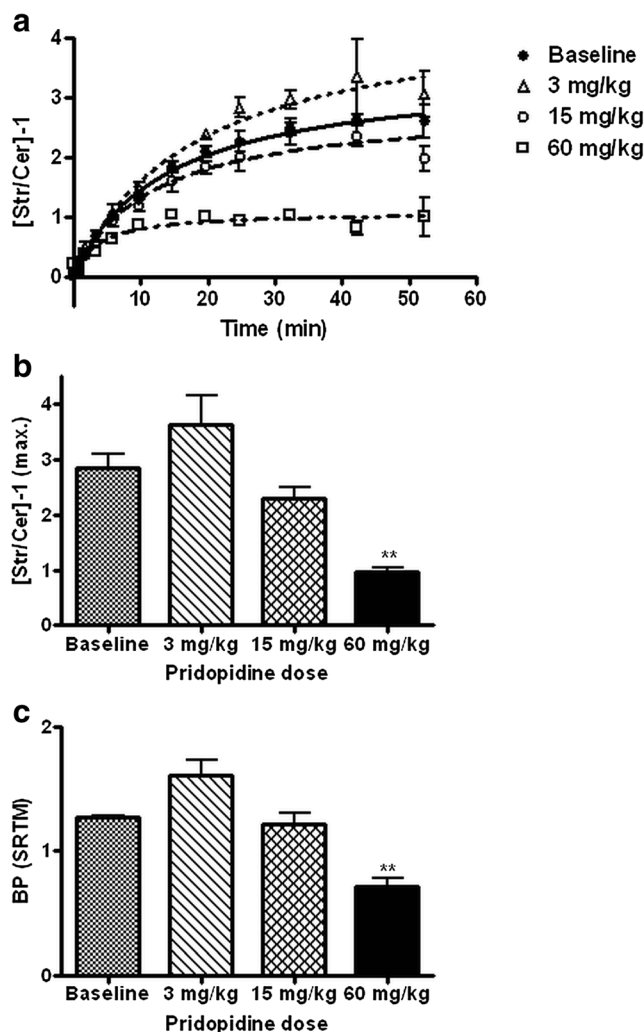 a
[Str/Cer]-1
4
3
2
1
0
0 10 20 30 40 50 60
Time (min)
Baseline
3 mg/kg
15 mg/kg
60 mg/kg
b
[Str/Cer]-1 (max.)
4
3
2
1
0
**
Baseline 3 mg/kg 15 mg/kg 60 mg/kg
Pridopidine dose
c
BP (SRTM)
2
1
0
**
Baseline 3 mg/kg 15 mg/kg 60 mg/kg
Pridopidine dose